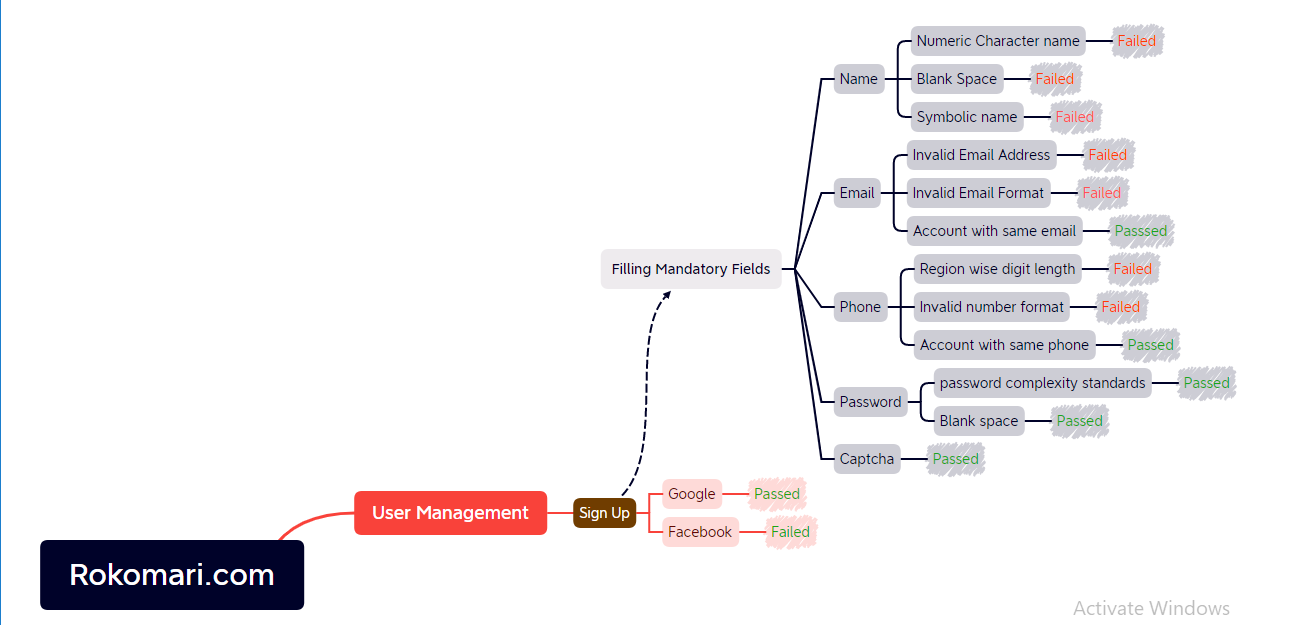 Numeric Character name Failed
Name Blank Space Failed
Symbolic name Failed
Invalid Email Address Failed
Email Invalid Email Format Failed
Account with same email Passsed
Filling Mandatory Fields Region wise digit length Failed
Phone Invalid number format Failed
Account with same phone Passed
password complexity standards Passed
Password
Blank space Passed
Captcha Passed
Google Passed
User Management Sign Up
Facebook Failed
Rokomari.com
Activate Windows